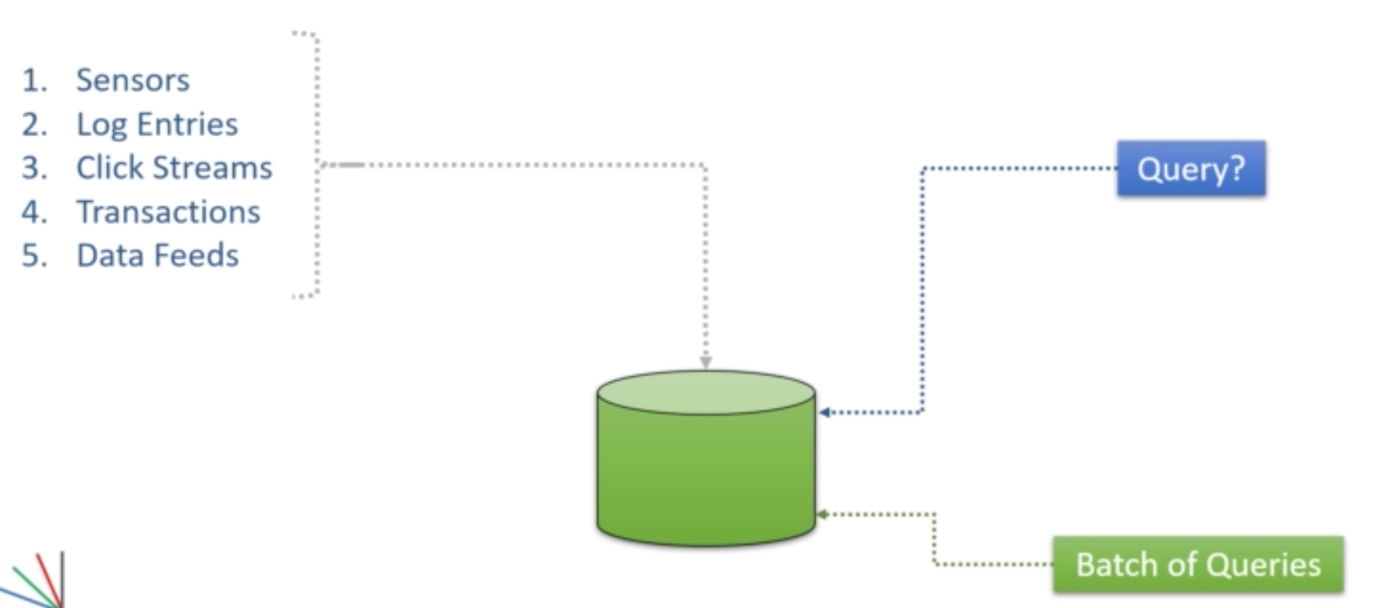 1. Sensors
2. Log Entries
3. Click Streams
4. Transactions
5. Data Feeds
Query?
Batch of Queries